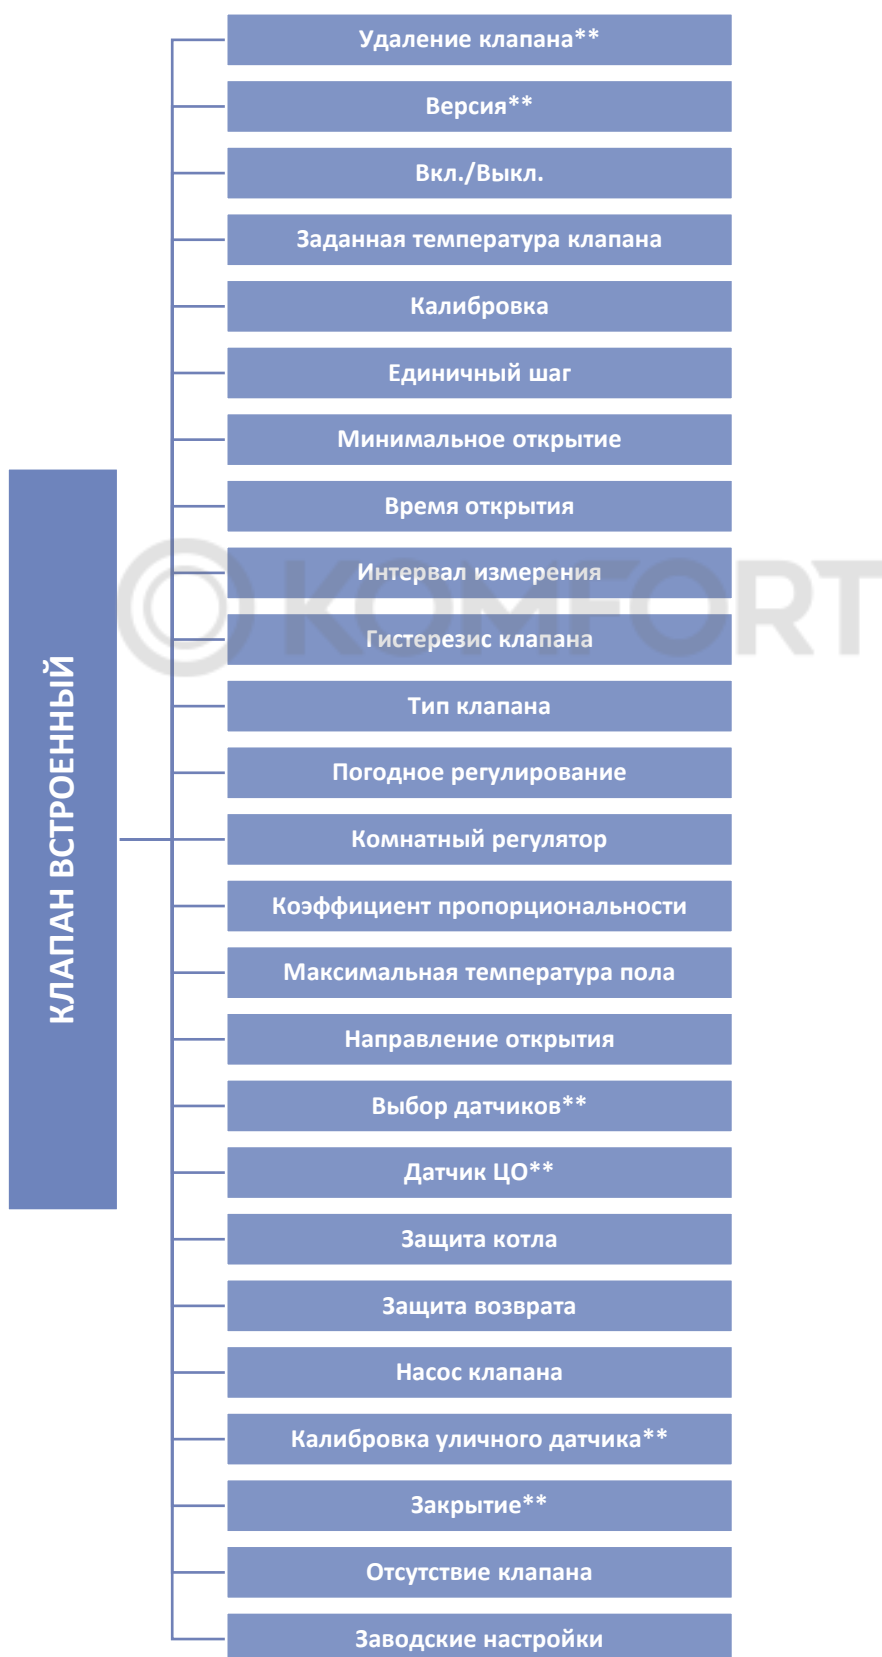 Удаление клапана**
Версия**
Вкл./Выкл.
Заданная температура клапана
Калибровка
Единичный шаг
Минимальное открытие
Время открытия
Интервал измерения
KOMFORT
Гистерезис клапана
Тип клапана
Погодное регулирование
КЛАПАН ВСТРОЕННЫЙ
Комнатный регулятор
Коэффициент пропорциональности
Максимальная температура пола
Направление открытия
Выбор датчиков**
Датчик ЦО**
Защита котла
Защита возврата
Насос клапана
Калибровка уличного датчика**
Закрытие**
Отсутствие клапана
Заводские настройки